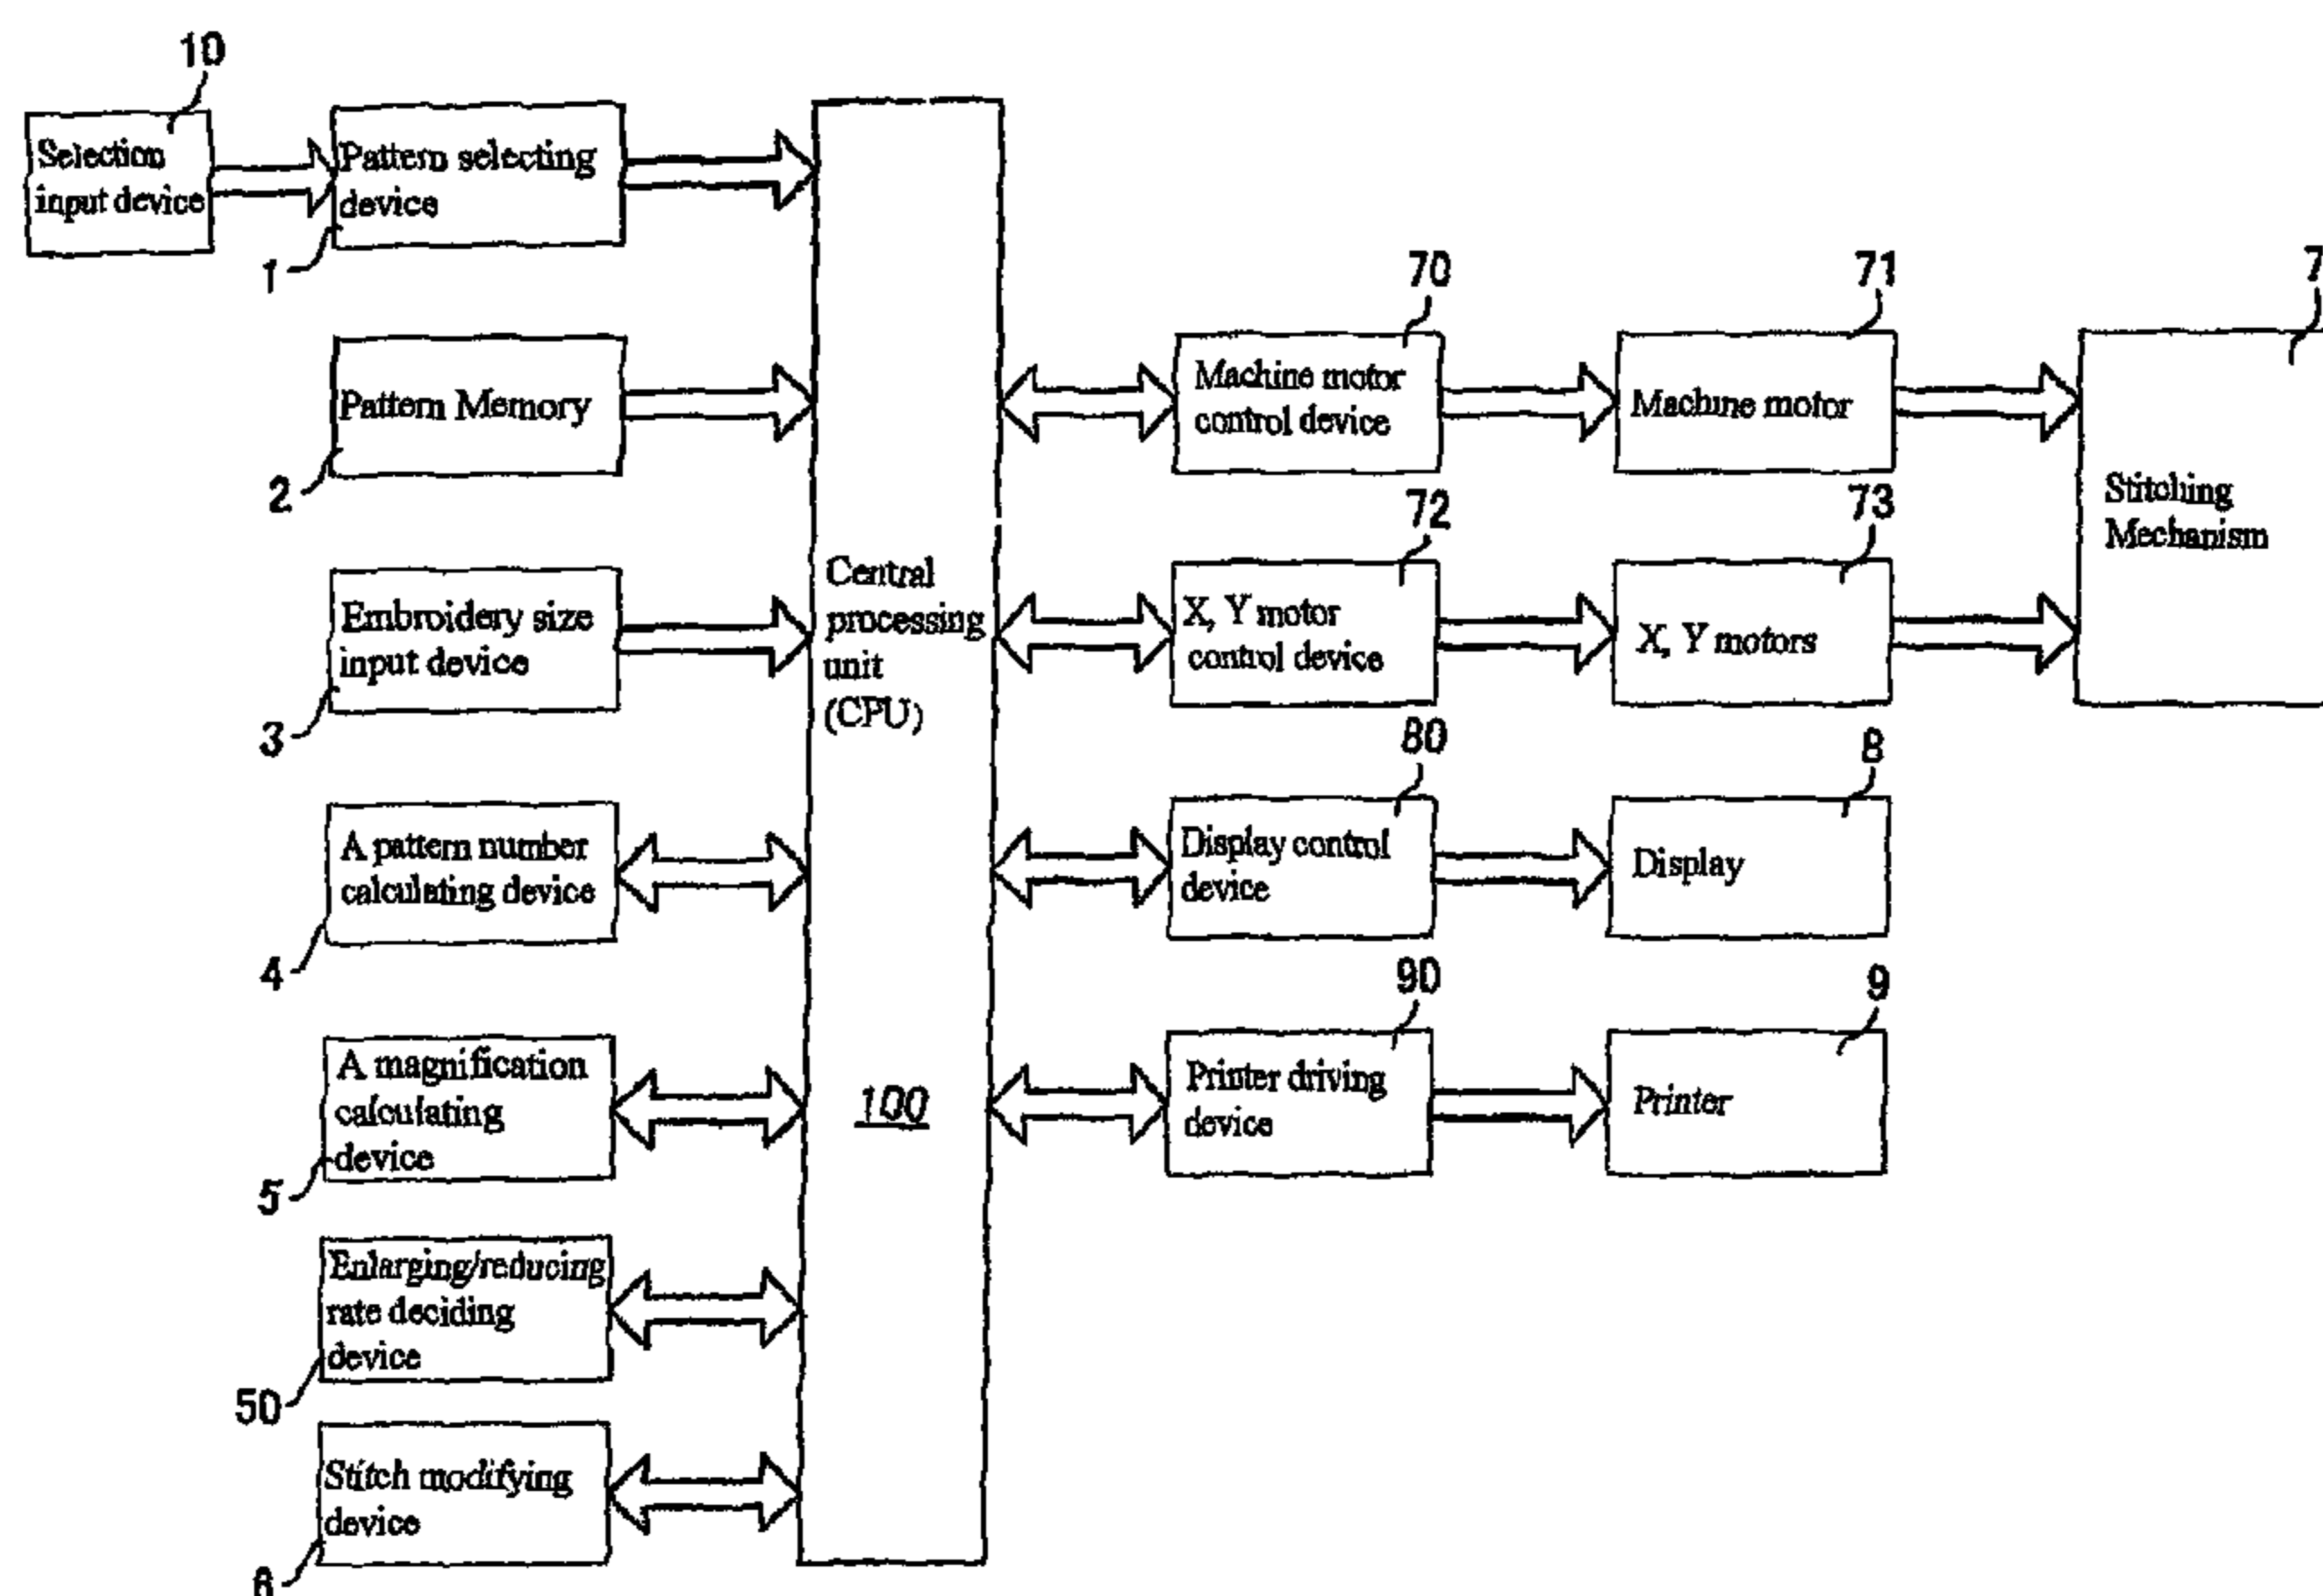 10
Selection
input device
Pattern selecting
device
1
Pattern Memory
2
Embroidery size
input device
3
A pattern number
calculating device
4
A magnification
calculating
device
5
Enlarging/reducing
rate deciding
device
50
Stitch modifying
device
6
Central
processing
unit
(CPU)
100
70
Machine motor
control device
71
Machine motor
7
Stitching
Mechanism
72
X, Y motor
control device
73
X, Y motors
80
Display control
device
8
Display
90
Printer driving
device
9
Printer